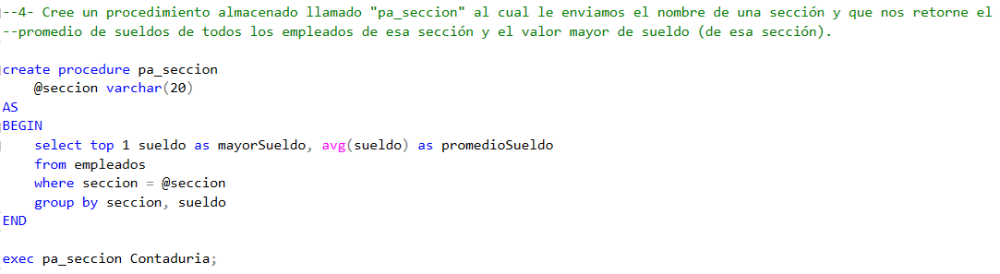 --4- Cree un procedimiento almacenado llamado "pa_seccion" al cual le enviamos el nombre de una sección y que nos retorne el
--promedio de sueldos de todos los empleados de esa sección y el valor mayor de sueldo (de esa sección).
create procedure pa_seccion
@seccion varchar(20)
AS
BEGIN
select top 1 sueldo as mayorSueldo, avg(sueldo) as promedioSueldo
from empleados
where seccion = @seccion
group by seccion, sueldo
END
exec pa_seccion Contaduria;